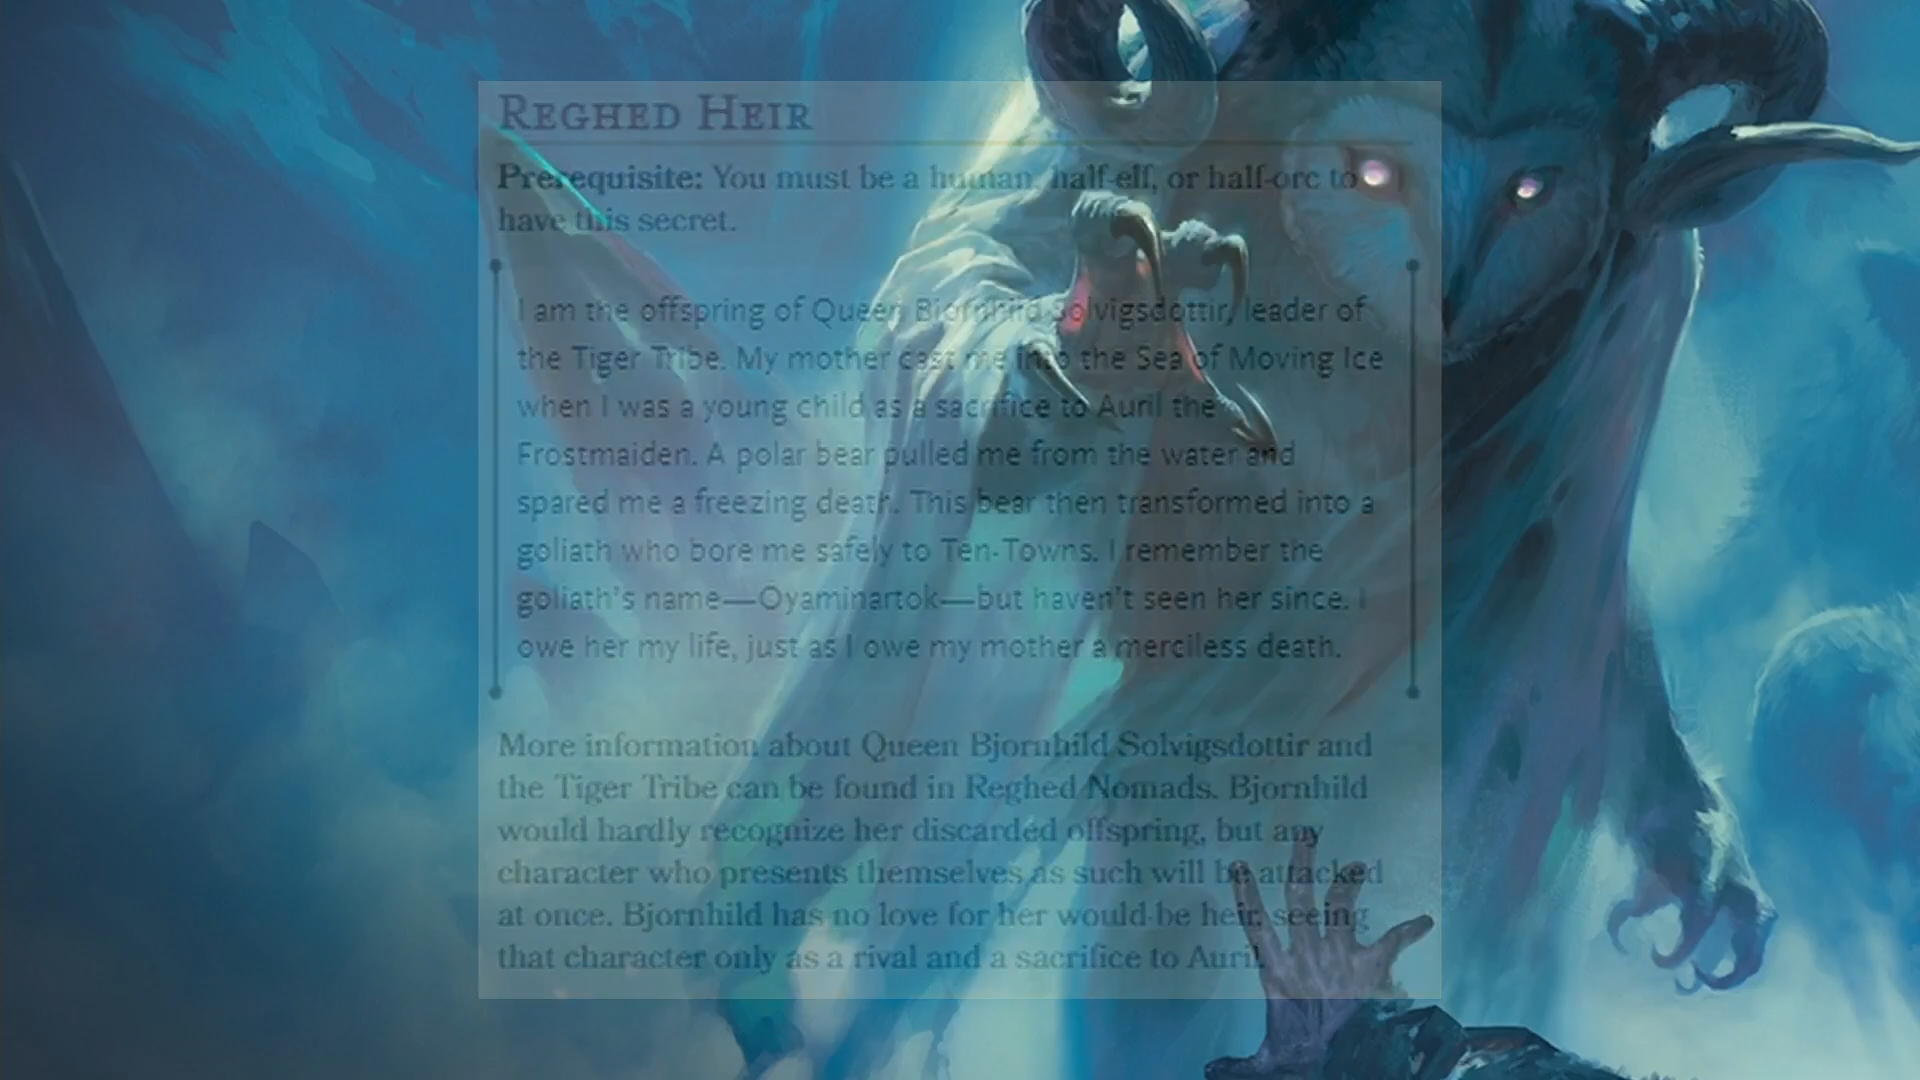 Reghed Heir
Prerequisite: You must be a human, half-elf, or half-orc to
have this secret.
I am the offspring of Queen Bjornhild Solvigsdottir, leader of
the Tiger Tribe. My mother cast me into the Sea of Moving Ice
when I was a young child as a sacrifice to Auril the
Frostmaiden. A polar bear pulled me from the water and
spared me a freezing death. This bear then transformed into a
goliath who bore me safely to Ten-Towns. I remember the
goliath's name—Oyaminartok—but haven't seen her since. I
owe her my life, just as I owe my mother a merciless death.
More information about Queen Bjornhild Solvigsdottir and
the Tiger Tribe can be found in Reghed Nomads. Bjornhild
would hardly recognize her discarded offspring, but any
character who presents themselves as such will be attacked
at once. Bjornhild has no love for her would-be heir, seeing
that character only as a rival and a sacrifice to Auril.